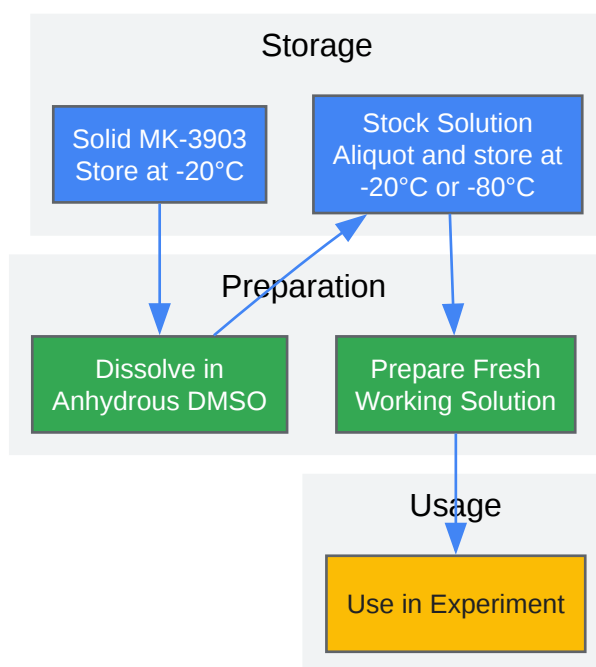 Storage
Solid MK-3903
Store at -20°C
Stock Solution
Aliquot and store at
-20°C or -80°C
Preparation
Dissolve in
Anhydrous DMSO
Prepare Fresh
Working Solution
Usage
Use in Experiment